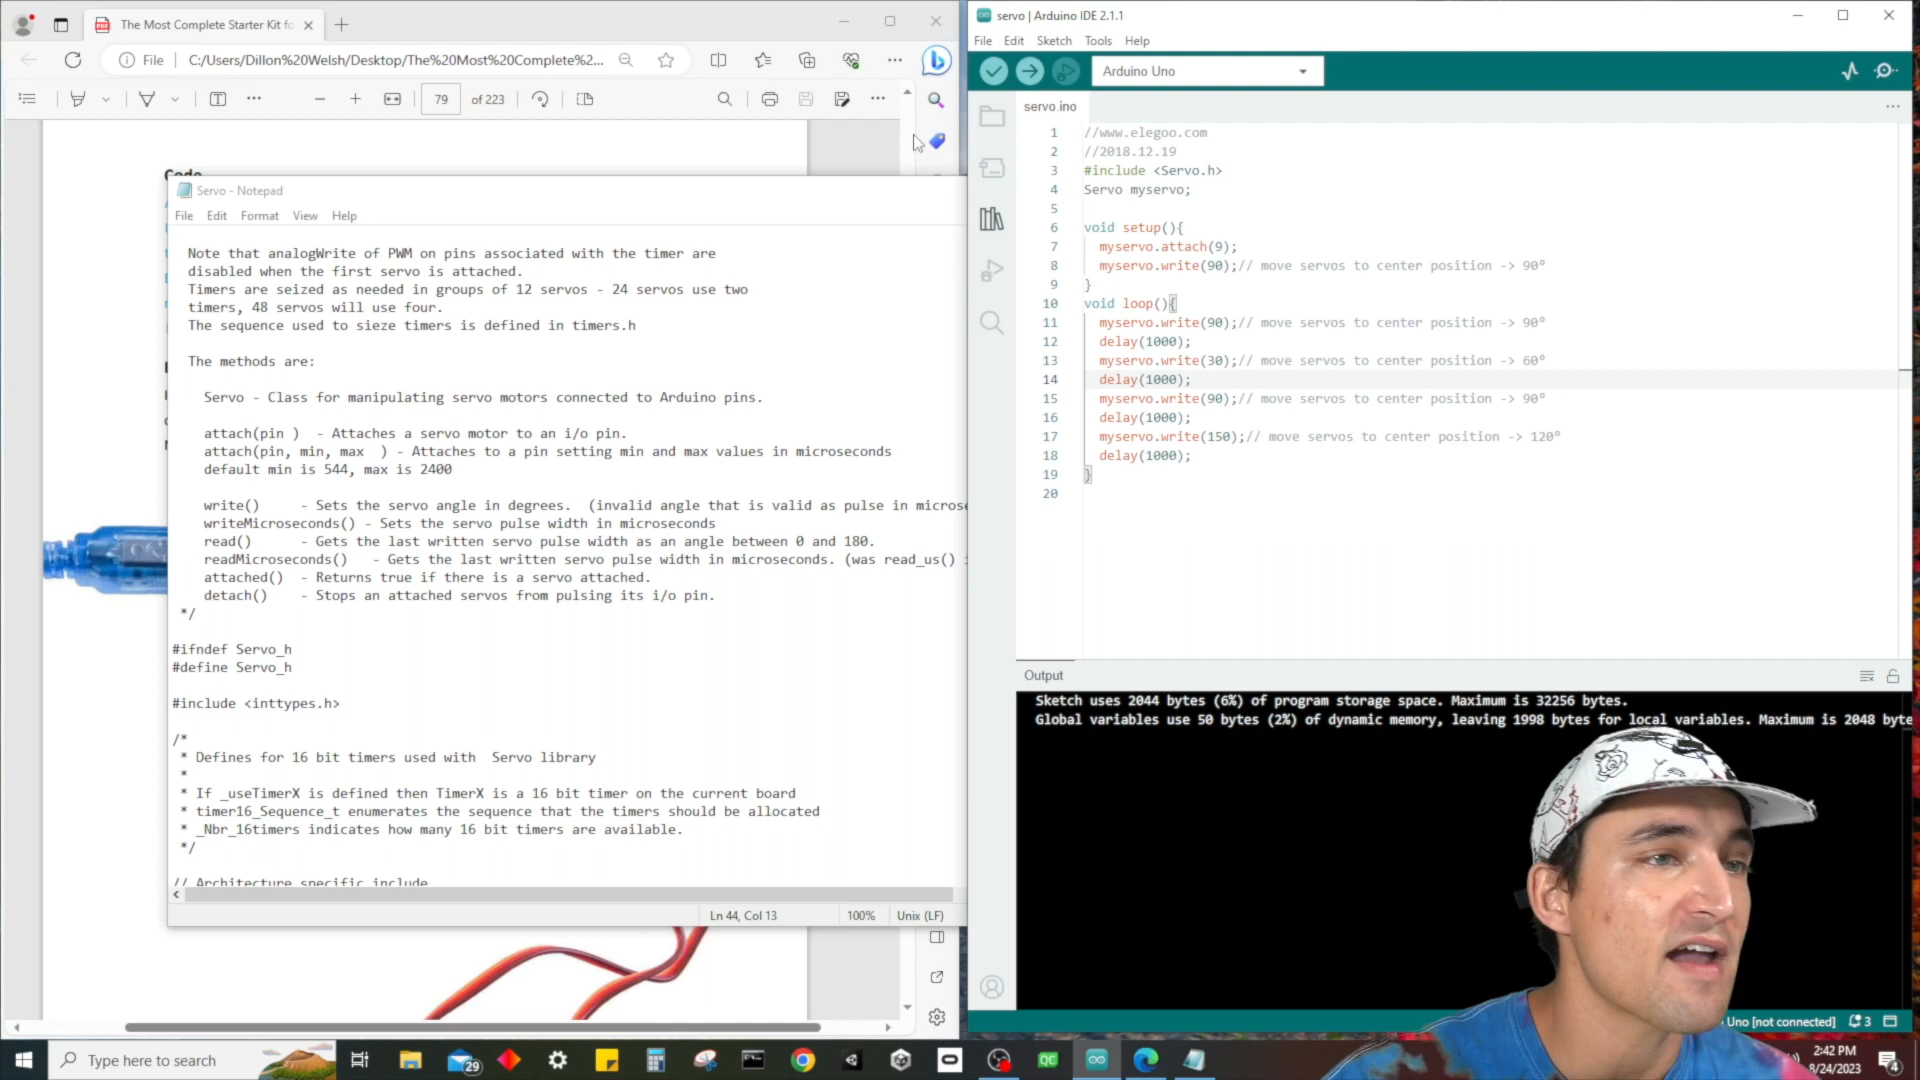 The Most Complete Starter Kit fo
File
C:/Users/Dillon%20Welsh/Desktop/The%20Most%20Complete%2...
79
of 223
Code
Servo - Notepad
File Edit Format View Help
Note that analogWrite of PWM on pins associated with the timer are
disabled when the first servo is attached.
Timers are seized as needed in groups of 12 servos - 24 servos use two
timers, 48 servos will use four.
The sequence used to sieze timers is defined in timers.h
The methods are:
Servo - Class for manipulating servo motors connected to Arduino pins.
attach(pin ) - Attaches a servo motor to an i/o pin.
attach(pin, min, max ) - Attaches to a pin setting min and max values in microseconds
default min is 544, max is 2400
write() - Sets the servo angle in degrees. (invalid angle that is valid as pulse in microse
writeMicroseconds() - Sets the servo pulse width in microseconds
read() - Gets the last written servo pulse width as an angle between 0 and 180.
readMicroseconds() - Gets the last written servo pulse width in microseconds. (was read_us() i
attached() - Returns true if there is a servo attached.
detach() - Stops an attached servos from pulsing its i/o pin.
*/
#ifndef Servo_h
#define Servo_h
#include <inttypes.h>
/*
* Defines for 16 bit timers used with Servo library
*
* If _useTimerX is defined then TimerX is a 16 bit timer on the current board
* timer16_Sequence_t enumerates the sequence that the timers should be allocated
* _Nbr_16timers indicates how many 16 bit timers are available.
*/
// Architecture specific include
Ln 44, Col 13 100% Unix (LF)
servo | Arduino IDE 2.1.1
File Edit Sketch Tools Help
Arduino Uno
servo.ino
1 //www.elegoo.com
2 //2018.12.19
3 #include <Servo.h>
4 Servo myservo;
5
6 void setup(){
7 myservo.attach(9);
8 myservo.write(90);// move servos to center position -> 90°
9 }
10 void loop(){
11 myservo.write(90);// move servos to center position -> 90°
12 delay(1000);
13 myservo.write(30);// move servos to center position -> 60°
14 delay(1000);
15 myservo.write(90);// move servos to center position -> 90°
16 delay(1000);
17 myservo.write(150);// move servos to center position -> 120°
18 delay(1000);
19 }
20
Output
Sketch uses 2044 bytes (6%) of program storage space. Maximum is 32256 bytes.
Global variables use 50 bytes (2%) of dynamic memory, leaving 1998 bytes for local variables. Maximum is 2048 byte
Uno [not connected] 3
Type here to search
29
QC
2:42 PM
8/24/2023
4